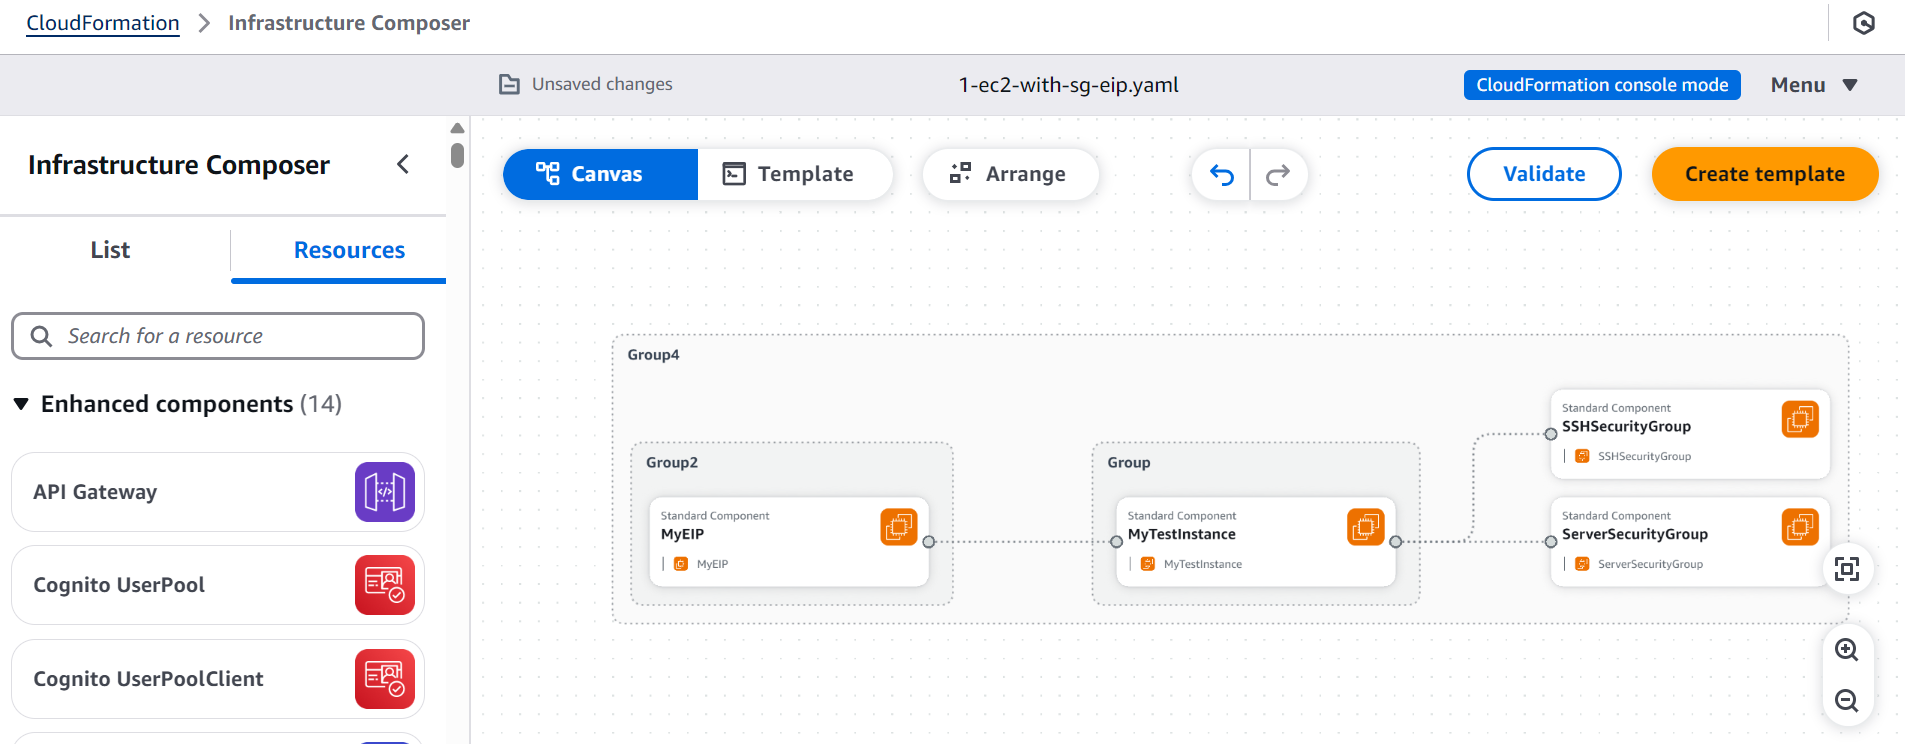 CloudFormation > Infrastructure Composer
Unsaved changes
1-ec2-with-sg-eip.yaml
CloudFormation console mode
Menu
Infrastructure Composer
Canvas
Template
Arrange
Validate
Create template
List
Resources
Search for a resource
Enhanced components (14)
API Gateway
Cognito UserPool
Cognito UserPoolClient
Group4
Group2
Standard Component
MyEIP
MyEIP
Group
Standard Component
MyTestInstance
MyTestInstance
Standard Component
SSHSecurityGroup
SSHSecurityGroup
Standard Component
ServerSecurityGroup
ServerSecurityGroup